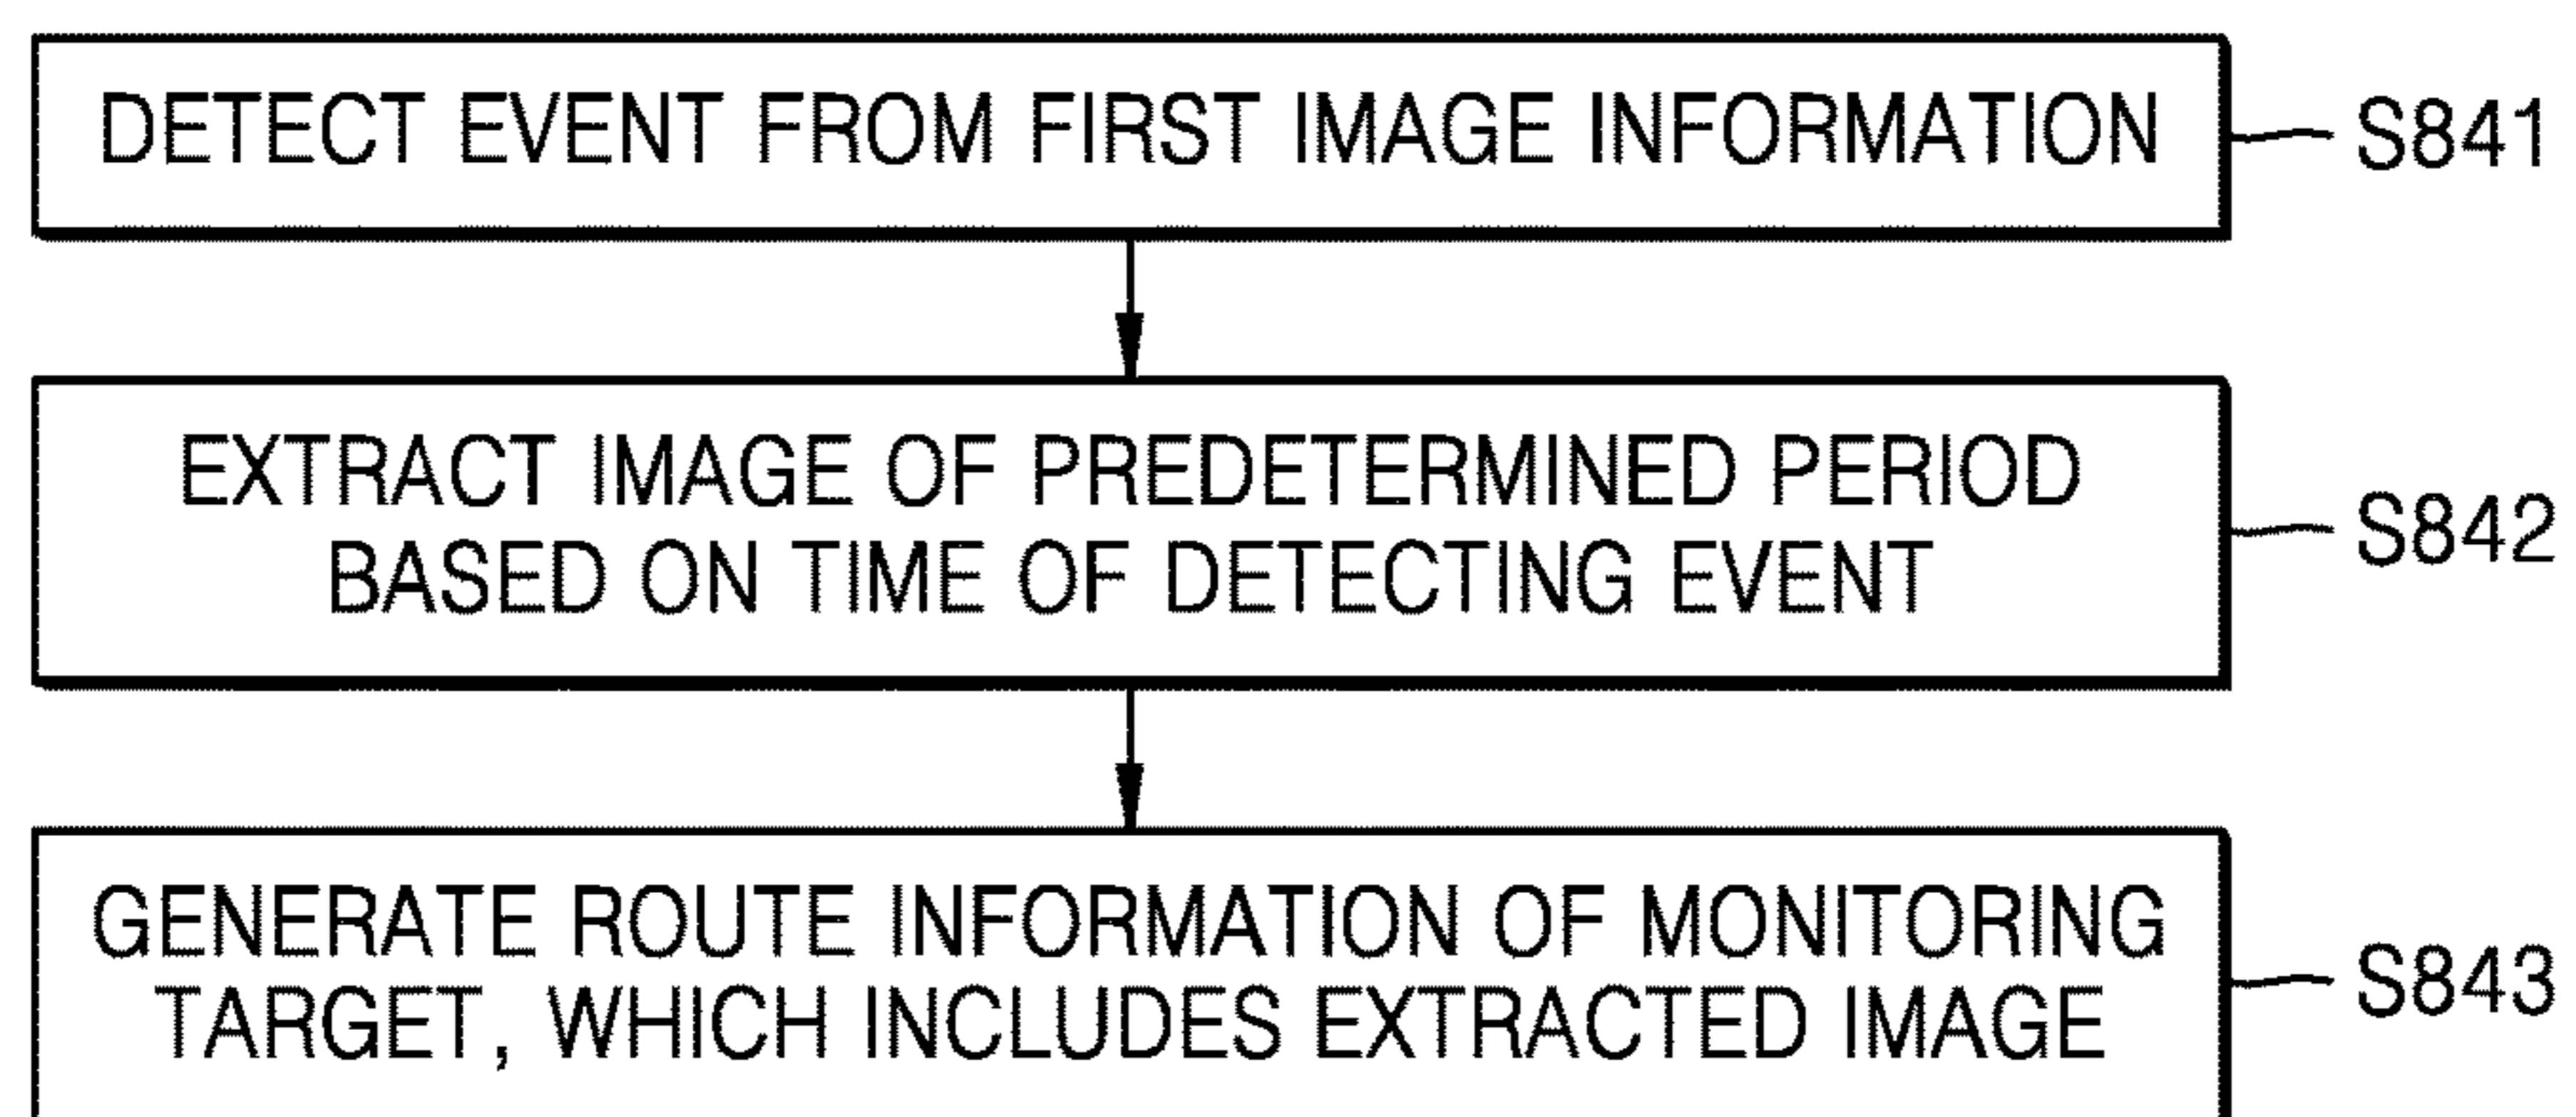 DETECT EVENT FROM FIRST IMAGE INFORMATION
S841
EXTRACT IMAGE OF PREDETERMINED PERIOD
BASED ON TIME OF DETECTING EVENT
S842
GENERATE ROUTE INFORMATION OF MONITORING
TARGET, WHICH INCLUDES EXTRACTED IMAGE
S843